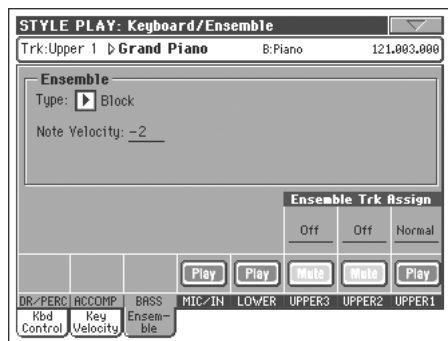 STYLE PLAY: Keyboard/Ensemble
Trk:Upper 1 Grand Piano B:Piano 121.003.000
Ensemble
Type: Block
Note Velocity: -2
Ensemble Trk Assign
Off Off Normal
Play Play Mute Mute Play
DR/PERC ACCOMP BASS MIC/IN LOWER UPPER3 UPPER2 UPPER1
Kbd Key Ensem-
Control Velocity ble